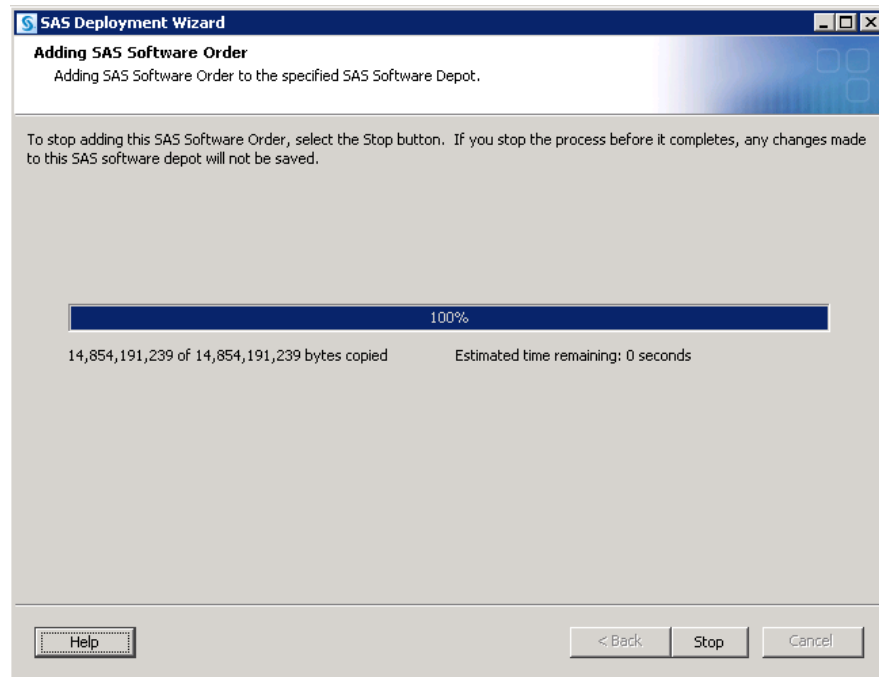 SAS Deployment Wizard
Adding SAS Software Order
Adding SAS Software Order to the specified SAS Software Depot.
To stop adding this SAS Software Order, select the Stop button. If you stop the process before it completes, any changes made
to this SAS software depot will not be saved.
100%
14,854,191,239 of 14,854,191,239 bytes copied Estimated time remaining: 0 seconds
Help < Back Stop Cancel